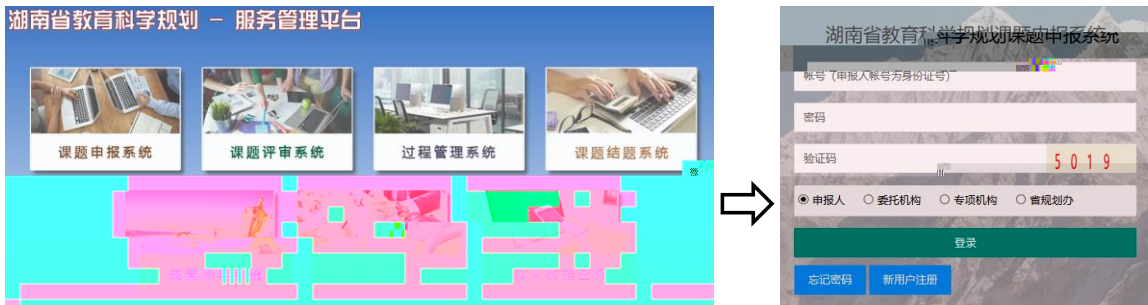 湖南省教育科学规划 － 服务管理平台
课题申报系统
课题评审系统
过程管理系统
课题结题系统
湖南省教育科学规划课题申报系统
帐号（申报人帐号为身份证号）
密码
验证码
5 0 1 9
申报人
委托机构
专项机构
省规划办
登录
忘记密码
新用户注册